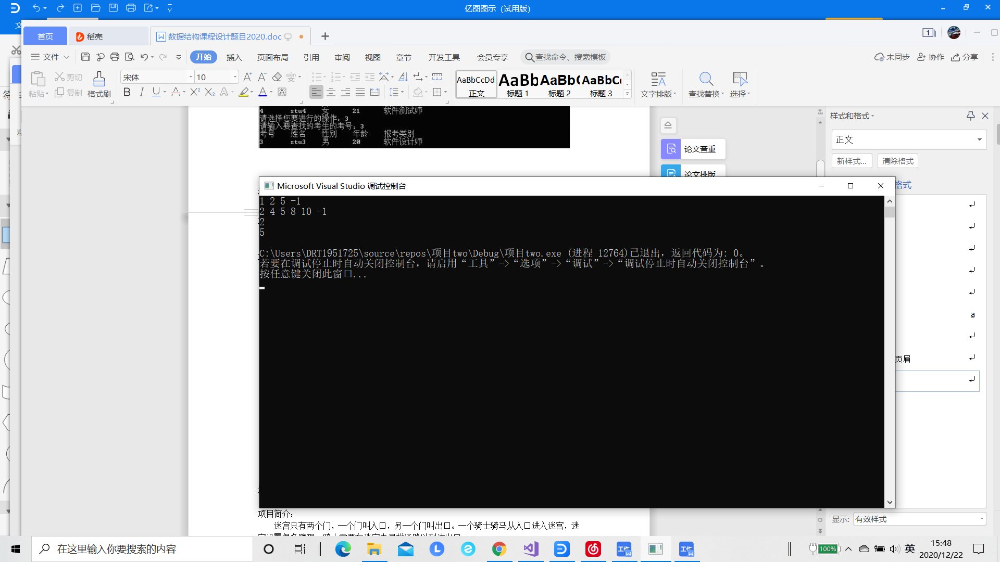 亿图图示（试用版）
文
首页
稻壳
数据结构课程设计题目2020.doc
1
文件
开始
插入
页面布局
引用
审阅
视图
章节
开发工具
会员专享
查找命令、搜索模板
未同步
协作
分享
粘贴
剪切
复制
格式刷
宋体
10
AaBbCcDd
正文
AaBb
标题 1
AaBb(
标题 2
AaBbC
标题 3
文字排版
查找替换
选择
符
4 stu4 女 21 软件测试师
请选择您要进行的操作：3
请输入要查找的考生的考号：3
考号 姓名 性别 年龄 报考类别
3 stu3 男 20 软件设计师
论文查重
论文排版
样式和格式
正文
新样式...
清除格式
格式
a
页眉
显示:
有效样式
Microsoft Visual Studio 调试控制台
1 2 5 -1
2 4 5 8 10 -1
2
5
C:\Users\DRT1951725\source\repos\项目two\Debug\项目two.exe (进程 12764)已退出，返回代码为: 0。
若要在调试停止时自动关闭控制台，请启用“工具”->“选项”->“调试”->“调试停止时自动关闭控制台”。
按任意键关闭此窗口...
项目简介：
迷宫只有两个门，一个门叫入口，另一个门叫出口。一个骑士骑马从入口进入迷宫，迷
在这里输入你要搜索的内容
100%
英
15:48
2020/12/22